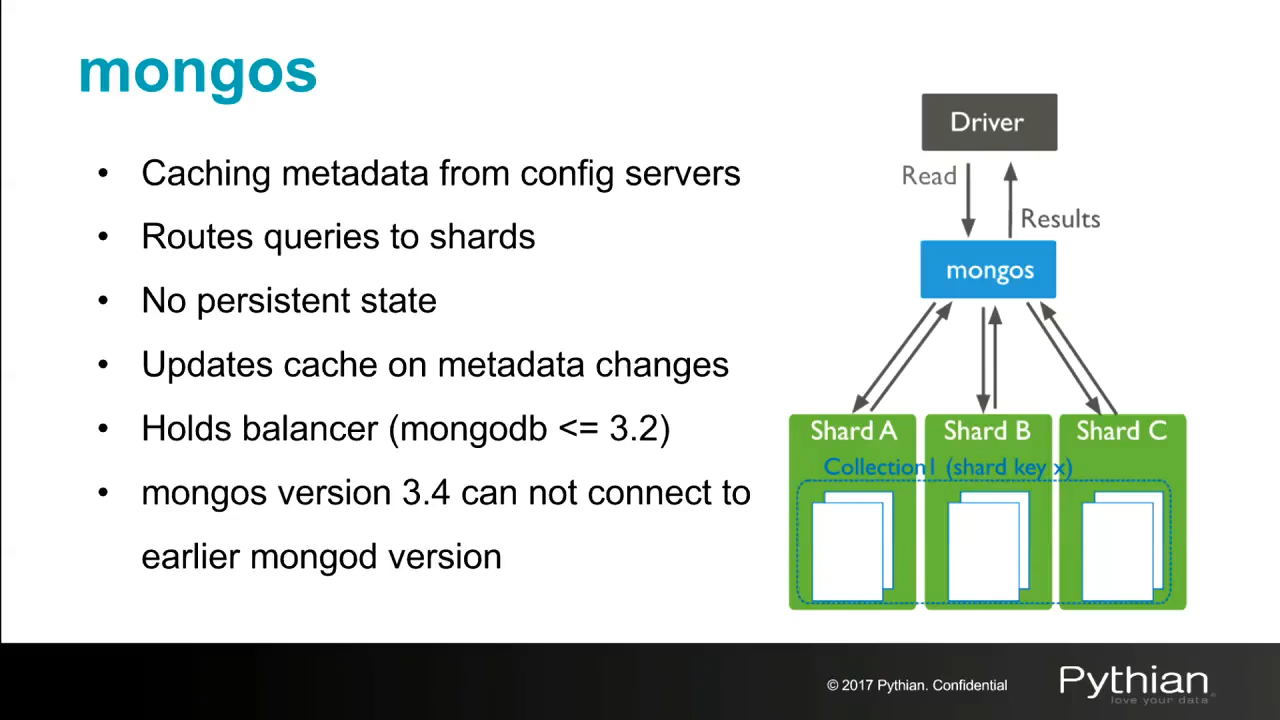 mongos
• Caching metadata from config servers
• Routes queries to shards
• No persistent state
• Updates cache on metadata changes
• Holds balancer (mongodb <= 3.2)
• mongos version 3.4 can not connect to
earlier mongod version
Driver
Read
Results
mongos
Shard A
Shard B
Shard C
Collection1 (shard key x)
© 2017 Pythian. Confidential
Pythian
love your data